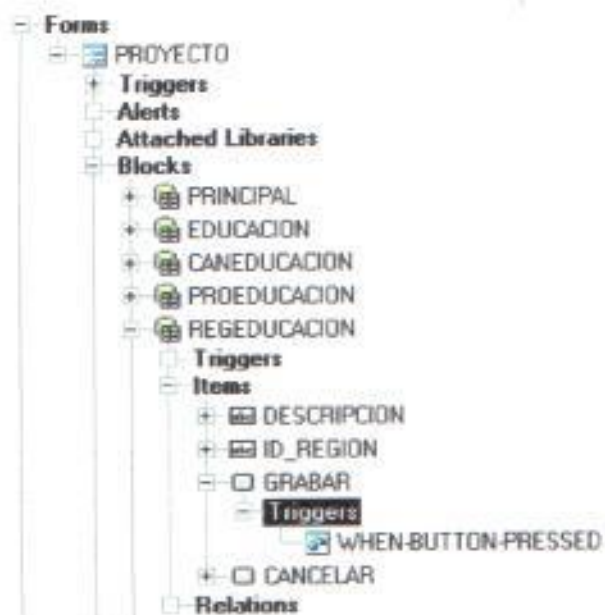 Forms
PROYECTO
Triggers
Alerts
Attached Libraries
Blocks
PRINCIPAL
EDUCACION
CANEDUCACION
PROEDUCACION
REGEDUCACION
Triggers
Items
DESCRIPCION
ID_REGION
GRABAR
Triggers
WHEN-BUTTON-PRESSED
CANCELAR
Relations